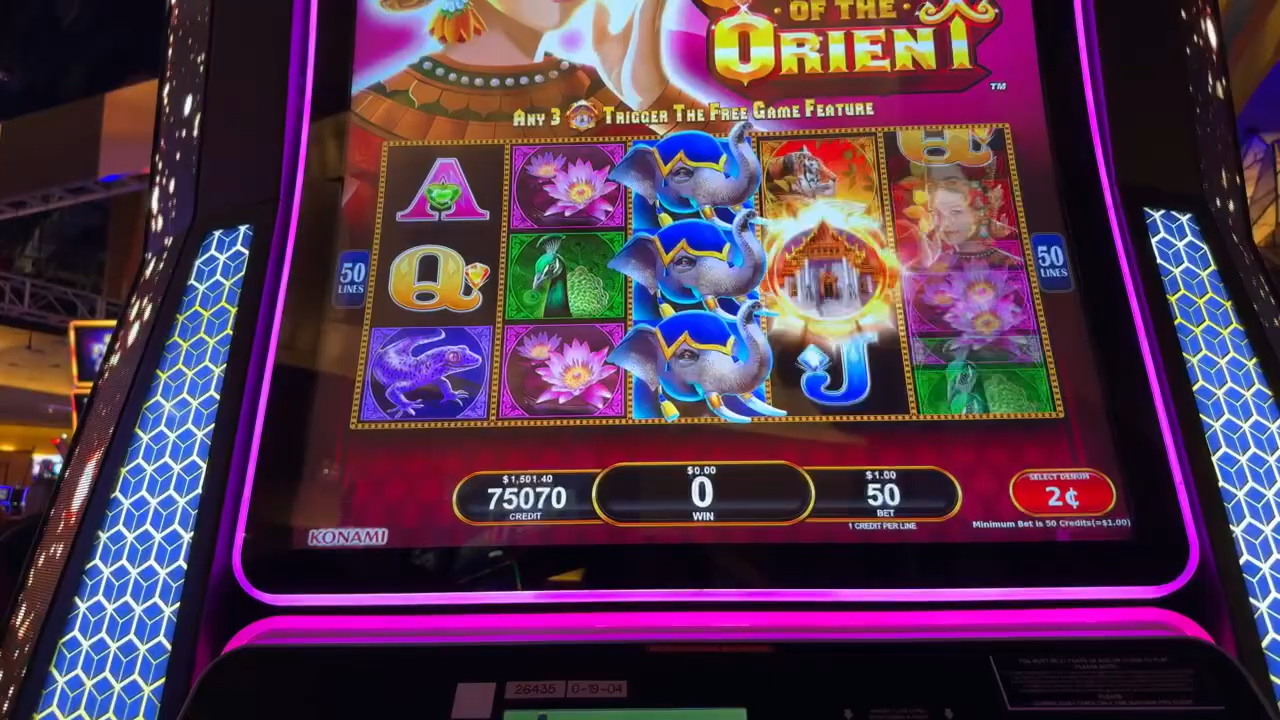 OF THE
ORIENT
TM
ANY 3 TRIGGER THE FREE GAME FEATURE
A
Q
Q
J
50
LINES
50
LINES
$1,501.40
75070
CREDIT
$0.00
0
WIN
$1.00
50
BET
1 CREDIT PER LINE
SELECT DENOM
2¢
Minimum Bet is 50 Credits(=$1.00)
KONAMI
26435 0-19-04